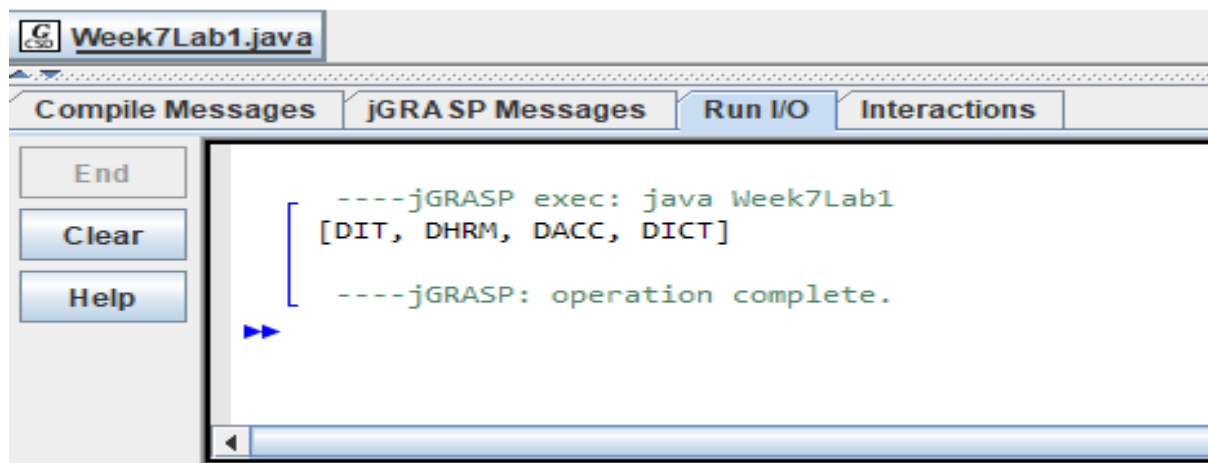 Week7Lab1.java
Compile Messages jGRASP Messages Run I/O Interactions
End
Clear
Help
----jGRASP exec: java Week7Lab1
[DIT, DHRM, DACC, DICT]
----jGRASP: operation complete.